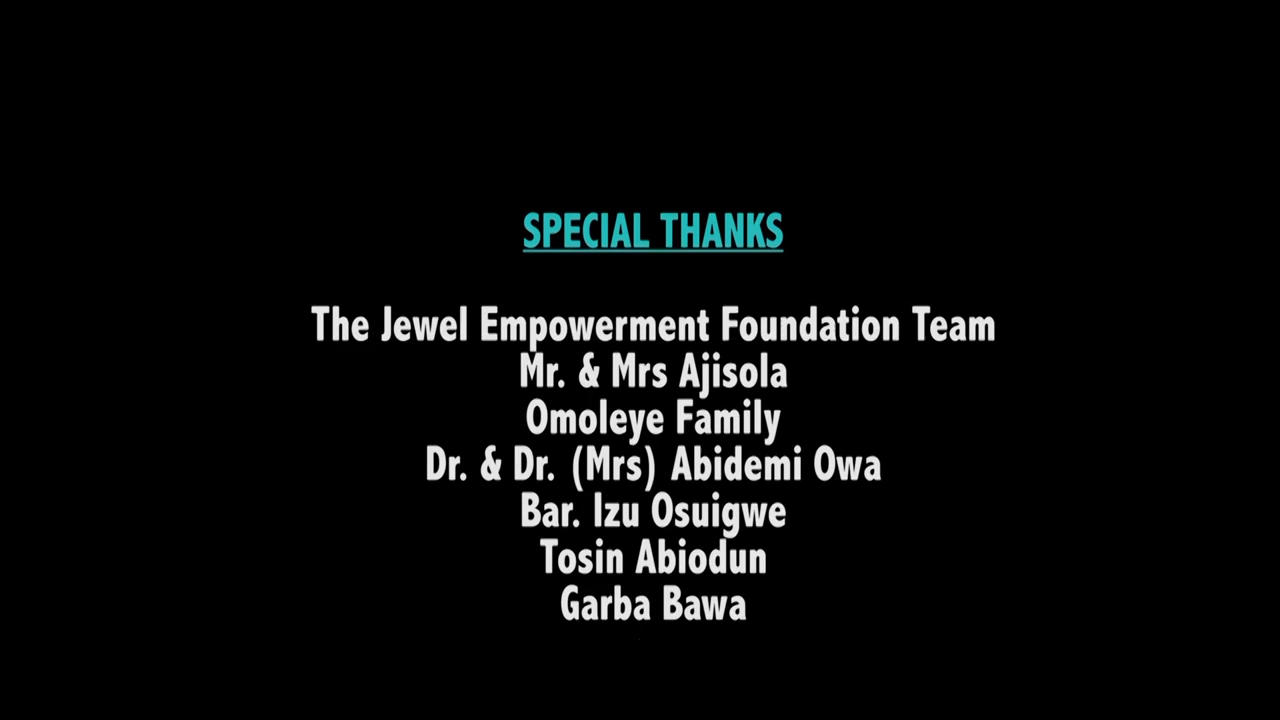 SPECIAL THANKS
The Jewel Empowerment Foundation Team
Mr. & Mrs Ajisola
Omoleye Family
Dr. & Dr. (Mrs) Abidemi Owa
Bar. Izu Osuigwe
Tosin Abiodun
Garba Bawa